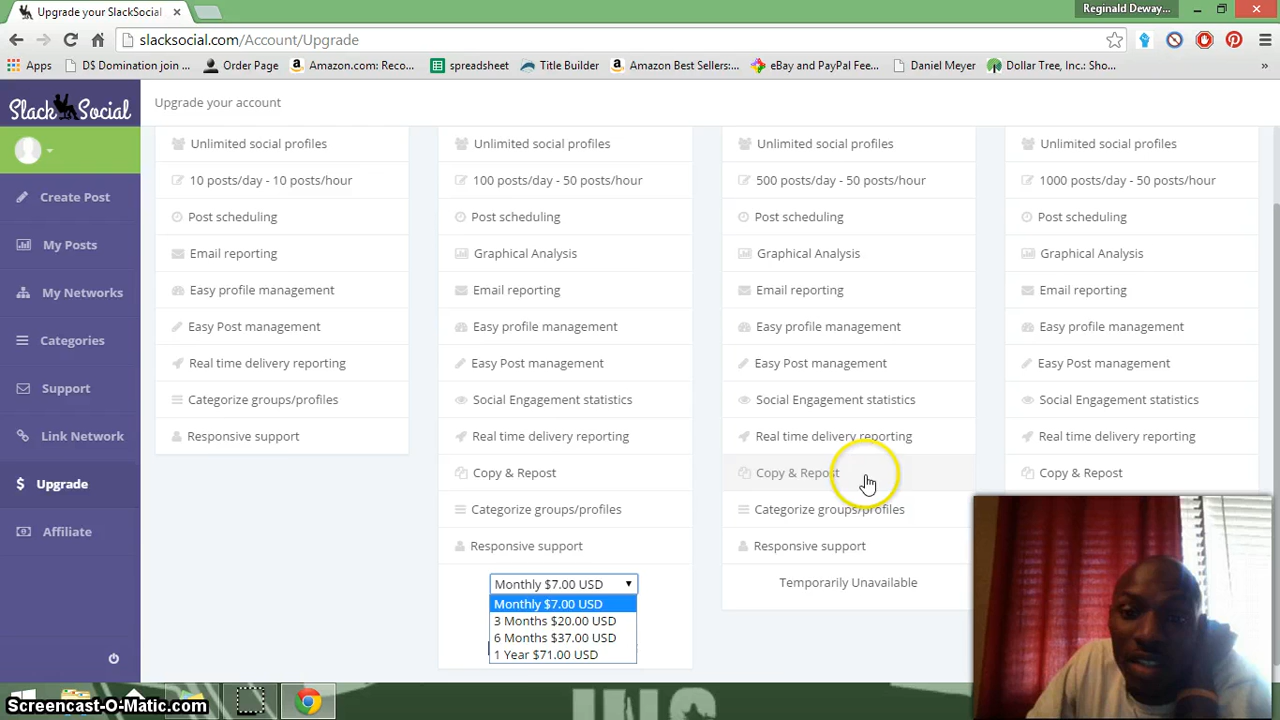 Upgrade your SlackSocial
Reginald Deway...
slacksocial.com/Account/Upgrade
Apps
DS Domination join ...
Order Page
Amazon.com: Reco...
spreadsheet
Title Builder
Amazon Best Sellers:...
eBay and PayPal Fee...
Daniel Meyer
Dollar Tree, Inc.: Sho...
»
Slack Social
Upgrade your account
Create Post
My Posts
My Networks
Categories
Support
Link Network
$ Upgrade
Affiliate
Unlimited social profiles
10 posts/day - 10 posts/hour
Post scheduling
Email reporting
Easy profile management
Easy Post management
Real time delivery reporting
Categorize groups/profiles
Responsive support
Unlimited social profiles
100 posts/day - 50 posts/hour
Post scheduling
Graphical Analysis
Email reporting
Easy profile management
Easy Post management
Social Engagement statistics
Real time delivery reporting
Copy & Repost
Categorize groups/profiles
Responsive support
Monthly $7.00 USD
Monthly $7.00 USD
3 Months $20.00 USD
6 Months $37.00 USD
1 Year $71.00 USD
Unlimited social profiles
500 posts/day - 50 posts/hour
Post scheduling
Graphical Analysis
Email reporting
Easy profile management
Easy Post management
Social Engagement statistics
Real time delivery reporting
Copy & Repost
Categorize groups/profiles
Responsive support
Temporarily Unavailable
Unlimited social profiles
1000 posts/day - 50 posts/hour
Post scheduling
Graphical Analysis
Email reporting
Easy profile management
Easy Post management
Social Engagement statistics
Real time delivery reporting
Copy & Repost
Screencast-O-Matic.com